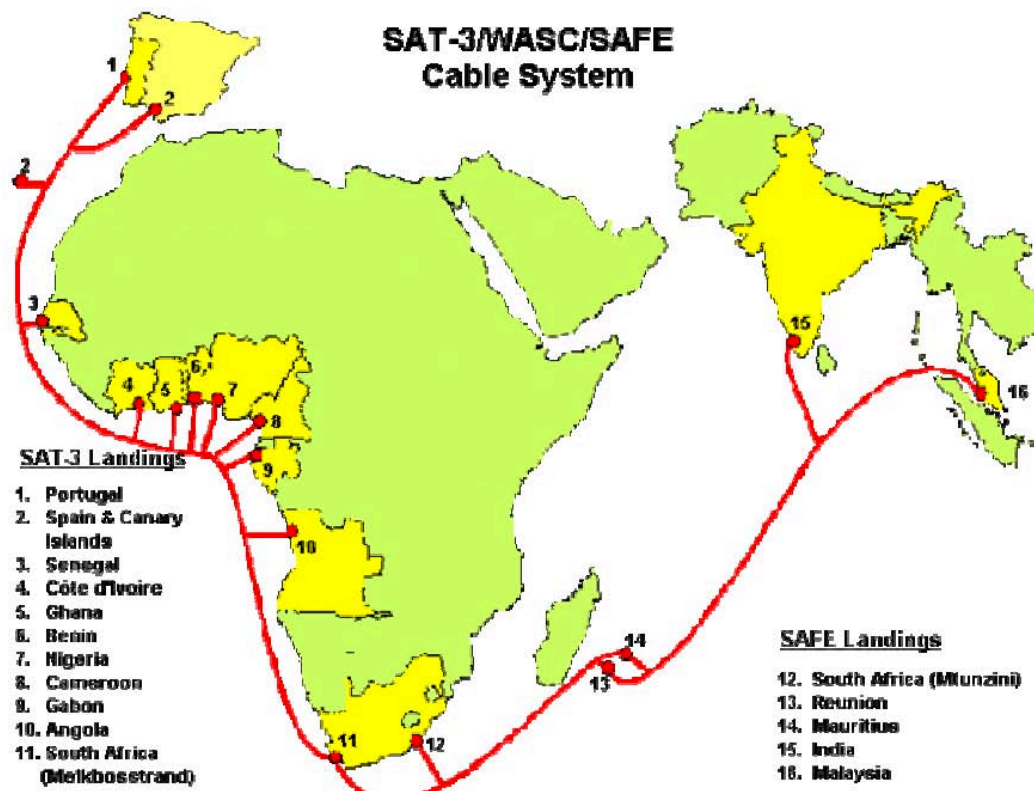 SAT-3/WASC/SAFE
Cable System
1
2
2
3
4
5
6,
7
8
9
10
11
12
13
14
15
16
SAT-3 Landings
1. Portugal
2. Spain & Canary
Islands
3. Senegal
4. Côte d'Ivoire
5. Ghana
6. Benin
7. Nigeria
8. Cameroon
9. Gabon
10. Angola
11. South Africa
(Melkbosstrand)
SAFE Landings
12. South Africa (Mtunzini)
13. Reunion
14. Mauritius
15. India
16. Malaysia